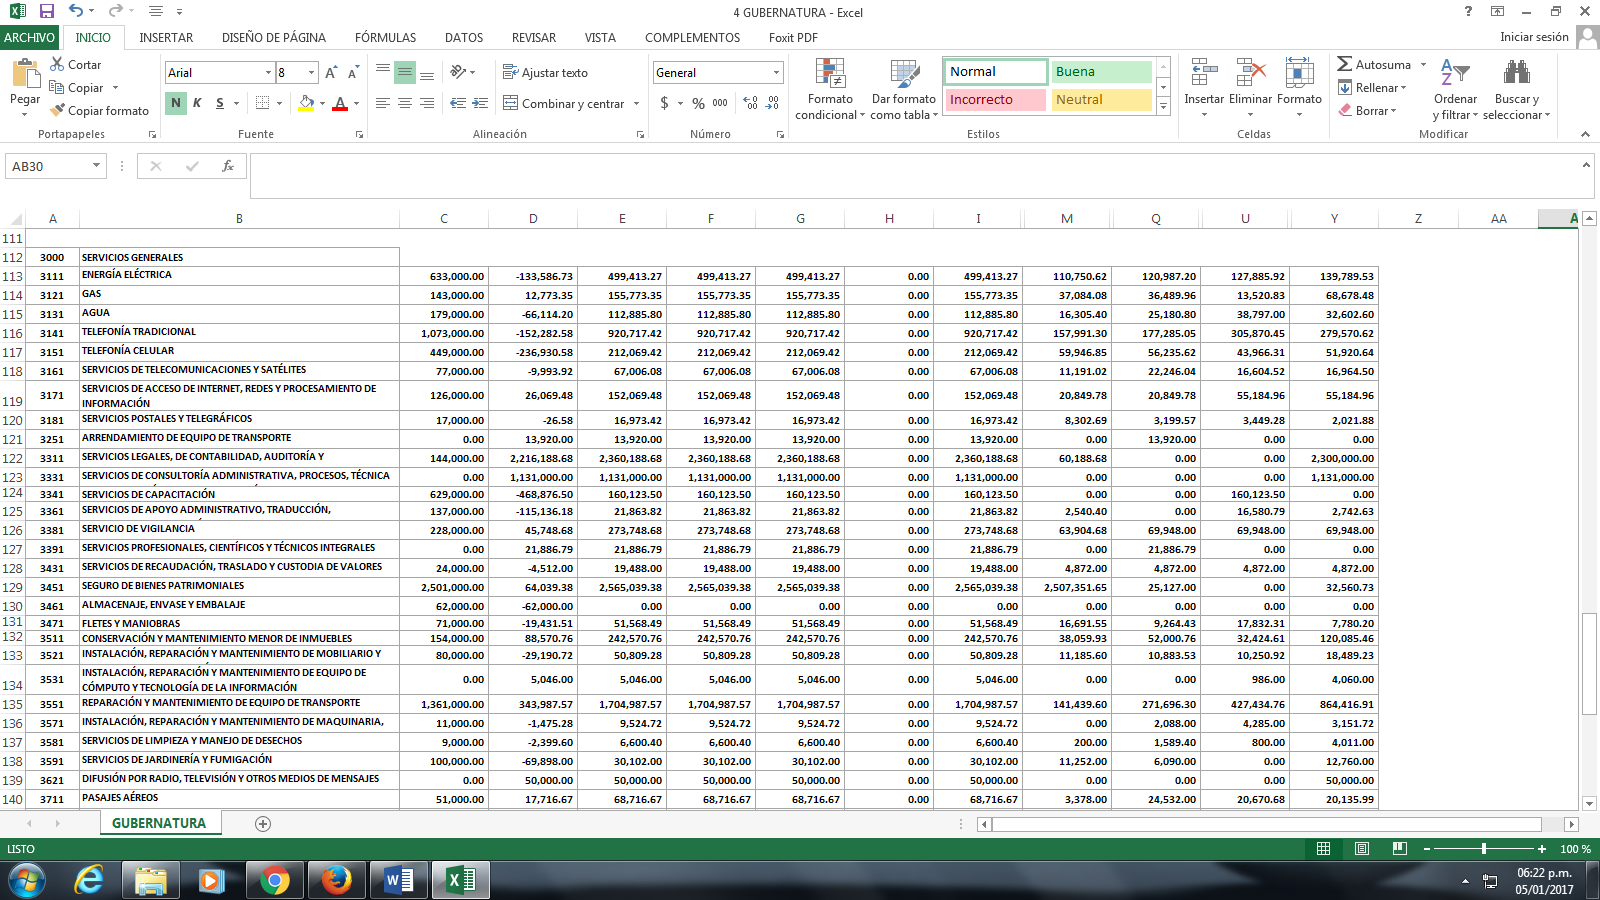 4 GUBERNATURA - Excel
ARCHIVO INICIO INSERTAR DISEÑO DE PÁGINA FÓRMULAS DATOS REVISAR VISTA COMPLEMENTOS Foxit PDF Iniciar sesión
Pegar
Cortar
Copiar
Copiar formato
Portapapeles
Arial 8
N K S
Fuente
Ajustar texto
Combinar y centrar
Alineación
General
$ % 000
Número
Formato condicional
Dar formato como tabla
Normal Buena
Incorrecto Neutral
Estilos
Insertar Eliminar Formato
Celdas
Autosuma
Rellenar
Borrar
Ordenar y filtrar
Buscar y seleccionar
Modificar
AB30
fx
A B C D E F G H I M Q U Y Z AA A
111
112 3000 SERVICIOS GENERALES
113 3111 ENERGÍA ELÉCTRICA 633,000.00 -133,586.73 499,413.27 499,413.27 499,413.27 0.00 499,413.27 110,750.62 120,987.20 127,885.92 139,789.53
114 3121 GAS 143,000.00 12,773.35 155,773.35 155,773.35 155,773.35 0.00 155,773.35 37,084.08 36,489.96 13,520.83 68,678.48
115 3131 AGUA 179,000.00 -66,114.20 112,885.80 112,885.80 112,885.80 0.00 112,885.80 16,305.40 25,180.80 38,797.00 32,602.60
116 3141 TELEFONÍA TRADICIONAL 1,073,000.00 -152,282.58 920,717.42 920,717.42 920,717.42 0.00 920,717.42 157,991.30 177,285.05 305,870.45 279,570.62
117 3151 TELEFONÍA CELULAR 449,000.00 -236,930.58 212,069.42 212,069.42 212,069.42 0.00 212,069.42 59,946.85 56,235.62 43,966.31 51,920.64
118 3161 SERVICIOS DE TELECOMUNICACIONES Y SATÉLITES 77,000.00 -9,993.92 67,006.08 67,006.08 67,006.08 0.00 67,006.08 11,191.02 22,246.04 16,604.52 16,964.50
119 3171 SERVICIOS DE ACCESO DE INTERNET, REDES Y PROCESAMIENTO DE INFORMACIÓN 126,000.00 26,069.48 152,069.48 152,069.48 152,069.48 0.00 152,069.48 20,849.78 20,849.78 55,184.96 55,184.96
120 3181 SERVICIOS POSTALES Y TELEGRÁFICOS 17,000.00 -26.58 16,973.42 16,973.42 16,973.42 0.00 16,973.42 8,302.69 3,199.57 3,449.28 2,021.88
121 3251 ARRENDAMIENTO DE EQUIPO DE TRANSPORTE 0.00 13,920.00 13,920.00 13,920.00 13,920.00 0.00 13,920.00 0.00 13,920.00 0.00 0.00
122 3311 SERVICIOS LEGALES, DE CONTABILIDAD, AUDITORÍA Y 144,000.00 2,216,188.68 2,360,188.68 2,360,188.68 2,360,188.68 0.00 2,360,188.68 60,188.68 0.00 0.00 2,300,000.00
123 3331 SERVICIOS DE CONSULTORÍA ADMINISTRATIVA, PROCESOS, TÉCNICA 0.00 1,131,000.00 1,131,000.00 1,131,000.00 1,131,000.00 0.00 1,131,000.00 0.00 0.00 0.00 1,131,000.00
124 3341 SERVICIOS DE CAPACITACIÓN 629,000.00 -468,876.50 160,123.50 160,123.50 160,123.50 0.00 160,123.50 0.00 0.00 160,123.50 0.00
125 3361 SERVICIOS DE APOYO ADMINISTRATIVO, TRADUCCIÓN, 137,000.00 -115,136.18 21,863.82 21,863.82 21,863.82 0.00 21,863.82 2,540.40 0.00 16,580.79 2,742.63
126 3381 SERVICIO DE VIGILANCIA 228,000.00 45,748.68 273,748.68 273,748.68 273,748.68 0.00 273,748.68 63,904.68 69,948.00 69,948.00 69,948.00
127 3391 SERVICIOS PROFESIONALES, CIENTÍFICOS Y TÉCNICOS INTEGRALES 0.00 21,886.79 21,886.79 21,886.79 21,886.79 0.00 21,886.79 0.00 21,886.79 0.00 0.00
128 3431 SERVICIOS DE RECAUDACIÓN, TRASLADO Y CUSTODIA DE VALORES 24,000.00 -4,512.00 19,488.00 19,488.00 19,488.00 0.00 19,488.00 4,872.00 4,872.00 4,872.00 4,872.00
129 3451 SEGURO DE BIENES PATRIMONIALES 2,501,000.00 64,039.38 2,565,039.38 2,565,039.38 2,565,039.38 0.00 2,565,039.38 2,507,351.65 25,127.00 0.00 32,560.73
130 3461 ALMACENAJE, ENVASE Y EMBALAJE 62,000.00 -62,000.00 0.00 0.00 0.00 0.00 0.00 0.00 0.00 0.00 0.00
131 3471 FLETES Y MANIOBRAS 71,000.00 -19,431.51 51,568.49 51,568.49 51,568.49 0.00 51,568.49 16,691.55 9,264.43 17,832.31 7,780.20
132 3511 CONSERVACIÓN Y MANTENIMIENTO MENOR DE INMUEBLES 154,000.00 88,570.76 242,570.76 242,570.76 242,570.76 0.00 242,570.76 38,059.93 52,000.76 32,424.61 120,085.46
133 3521 INSTALACIÓN, REPARACIÓN Y MANTENIMIENTO DE MOBILIARIO Y 80,000.00 -29,190.72 50,809.28 50,809.28 50,809.28 0.00 50,809.28 11,185.60 10,883.53 10,250.92 18,489.23
134 3531 INSTALACIÓN, REPARACIÓN Y MANTENIMIENTO DE EQUIPO DE CÓMPUTO Y TECNOLOGÍA DE LA INFORMACIÓN 0.00 5,046.00 5,046.00 5,046.00 5,046.00 0.00 5,046.00 0.00 0.00 986.00 4,060.00
135 3551 REPARACIÓN Y MANTENIMIENTO DE EQUIPO DE TRANSPORTE 1,361,000.00 343,987.57 1,704,987.57 1,704,987.57 1,704,987.57 0.00 1,704,987.57 141,439.60 271,696.30 427,434.76 864,416.91
136 3571 INSTALACIÓN, REPARACIÓN Y MANTENIMIENTO DE MAQUINARIA, 11,000.00 -1,475.28 9,524.72 9,524.72 9,524.72 0.00 9,524.72 0.00 2,088.00 4,285.00 3,151.72
137 3581 SERVICIOS DE LIMPIEZA Y MANEJO DE DESECHOS 9,000.00 -2,399.60 6,600.40 6,600.40 6,600.40 0.00 6,600.40 200.00 1,589.40 800.00 4,011.00
138 3591 SERVICIOS DE JARDINERÍA Y FUMIGACIÓN 100,000.00 -69,898.00 30,102.00 30,102.00 30,102.00 0.00 30,102.00 11,252.00 6,090.00 0.00 12,760.00
139 3621 DIFUSIÓN POR RADIO, TELEVISIÓN Y OTROS MEDIOS DE MENSAJES 0.00 50,000.00 50,000.00 50,000.00 50,000.00 0.00 50,000.00 0.00 0.00 0.00 50,000.00
140 3711 PASAJES AÉREOS 51,000.00 17,716.67 68,716.67 68,716.67 68,716.67 0.00 68,716.67 3,378.00 24,532.00 20,670.68 20,135.99
GUBERNATURA
LISTO 100 %
06:22 p.m.
05/01/2017